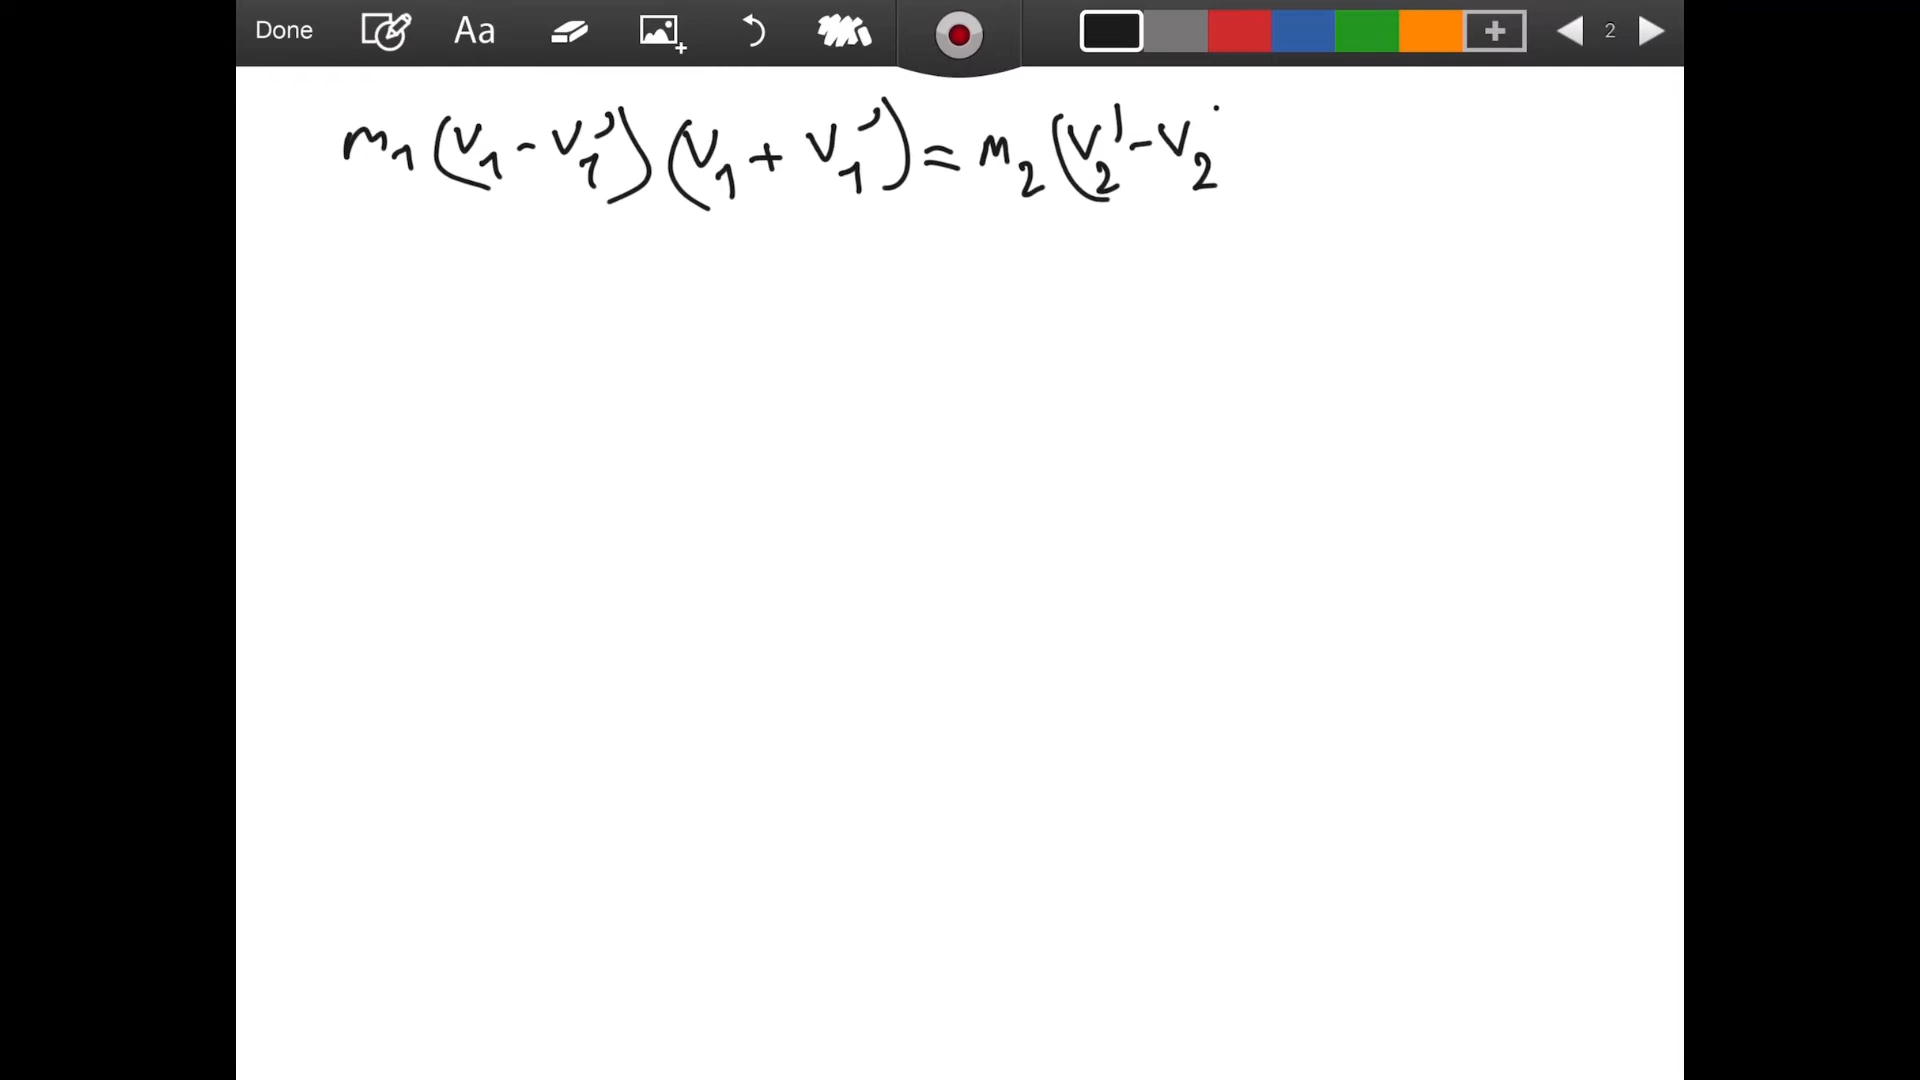 Done Aa 2
m₁(v₁ - v₁')(v₁ + v₁') = m₂(v₂' - v₂